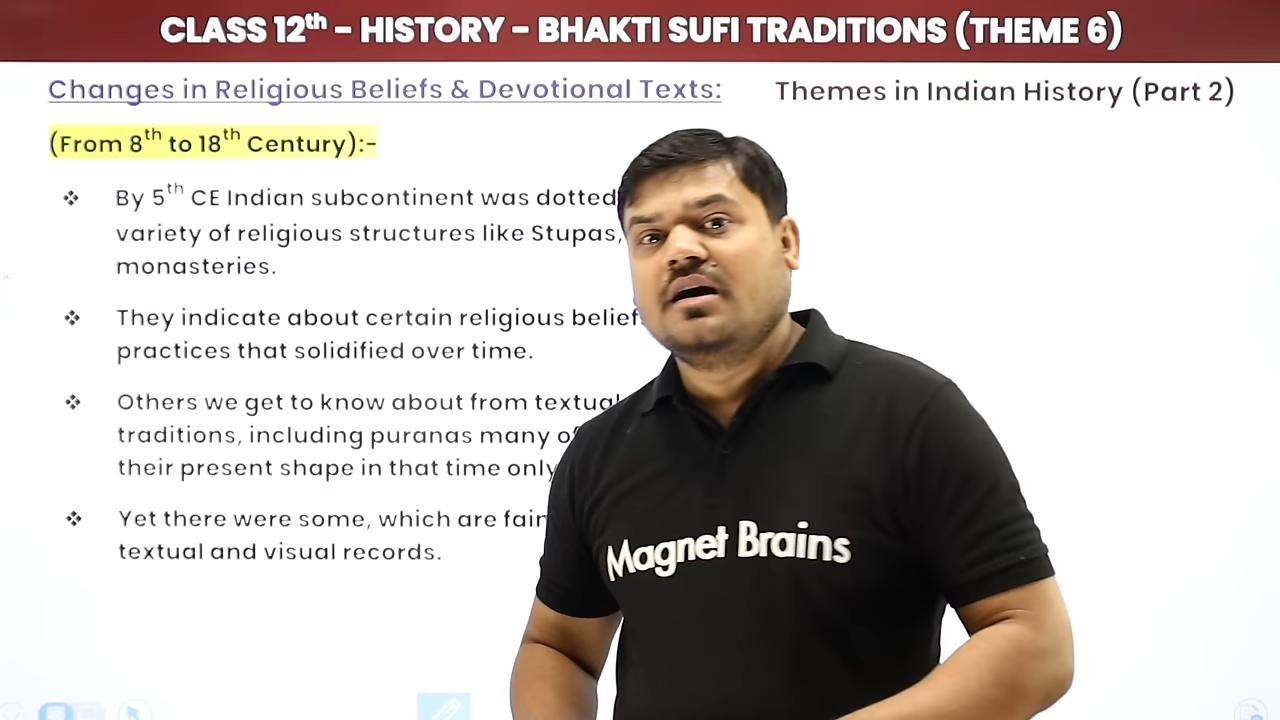 CLASS 12th - HISTORY - BHAKTI SUFI TRADITIONS (THEME 6)
Changes in Religious Beliefs & Devotional Texts:
Themes in Indian History (Part 2)
(From 8th to 18th Century):-
❖ By 5th CE Indian subcontinent was dotted
variety of religious structures like Stupas,
monasteries.
❖ They indicate about certain religious belief
practices that solidified over time.
❖ Others we get to know about from textual
traditions, including puranas many of
their present shape in that time only
❖ Yet there were some, which are
textual and visual records.
Magnet Brains